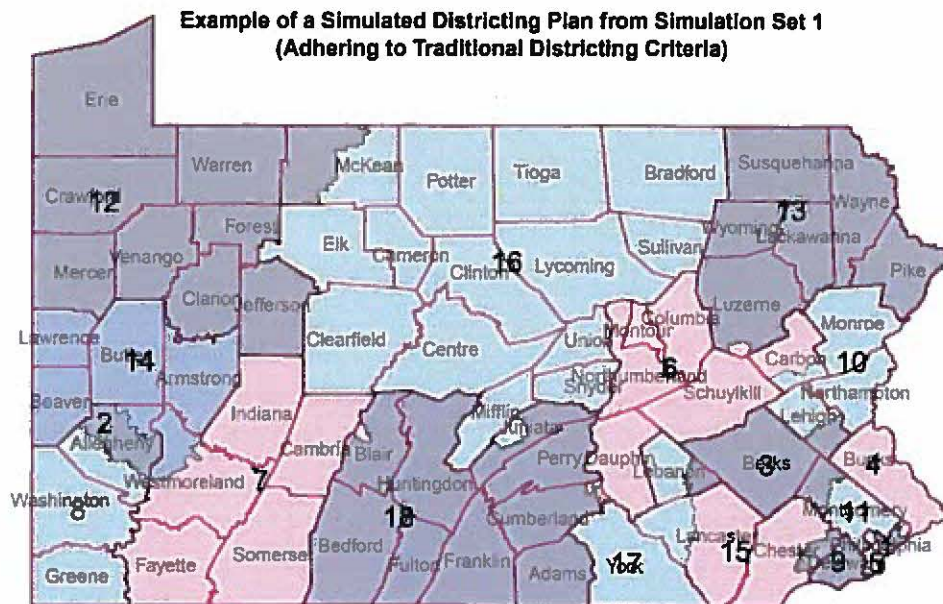 Example of a Simulated Districting Plan from Simulation Set 1
(Adhering to Traditional Districting Criteria)
Erie
Warren
McKean
Potter
Tioga
Bradford
Susquehanna
Wayne
Crawford
12
Forest
Elk
Cameron
Clinton
16
Lycoming
Sullivan
Wyoming
13
Lackawanna
Pike
Mercer
Venango
Clarion
Jefferson
Clearfield
Centre
Union
Montour
Columbia
Luzerne
Monroe
Lawrence
Butler
14
Armstrong
Snyder
Northumberland
6
Schuylkill
Carbon
10
Northampton
Lehigh
Beaver
2
Allegheny
Indiana
Cambria
Blair
Mifflin
Juniata
Perry
Dauphin
Lebanon
Berks
3
Bucks
4
Washington
8
Westmoreland
7
Huntingdon
18
Cumberland
Lancaster
15
Chester
Montgomery
11
Philadelphia
1
Delaware
9
5
Greene
Fayette
Somerset
Bedford
Fulton
Franklin
Adams
York
17